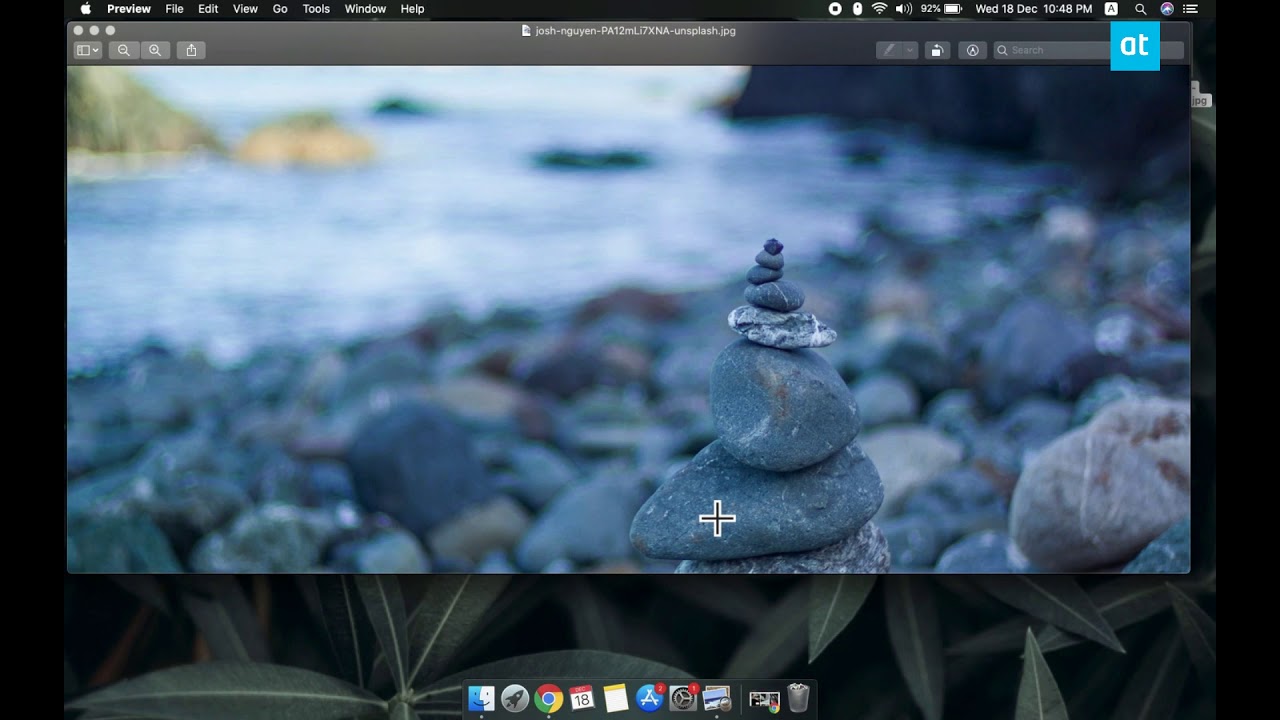 Preview File Edit View Go Tools Window Help 92% Wed 18 Dec 10:48 PM A
josh-nguyen-PA12mLi7XNA-unsplash.jpg
Search
at
jpg
DEC
18
2
1